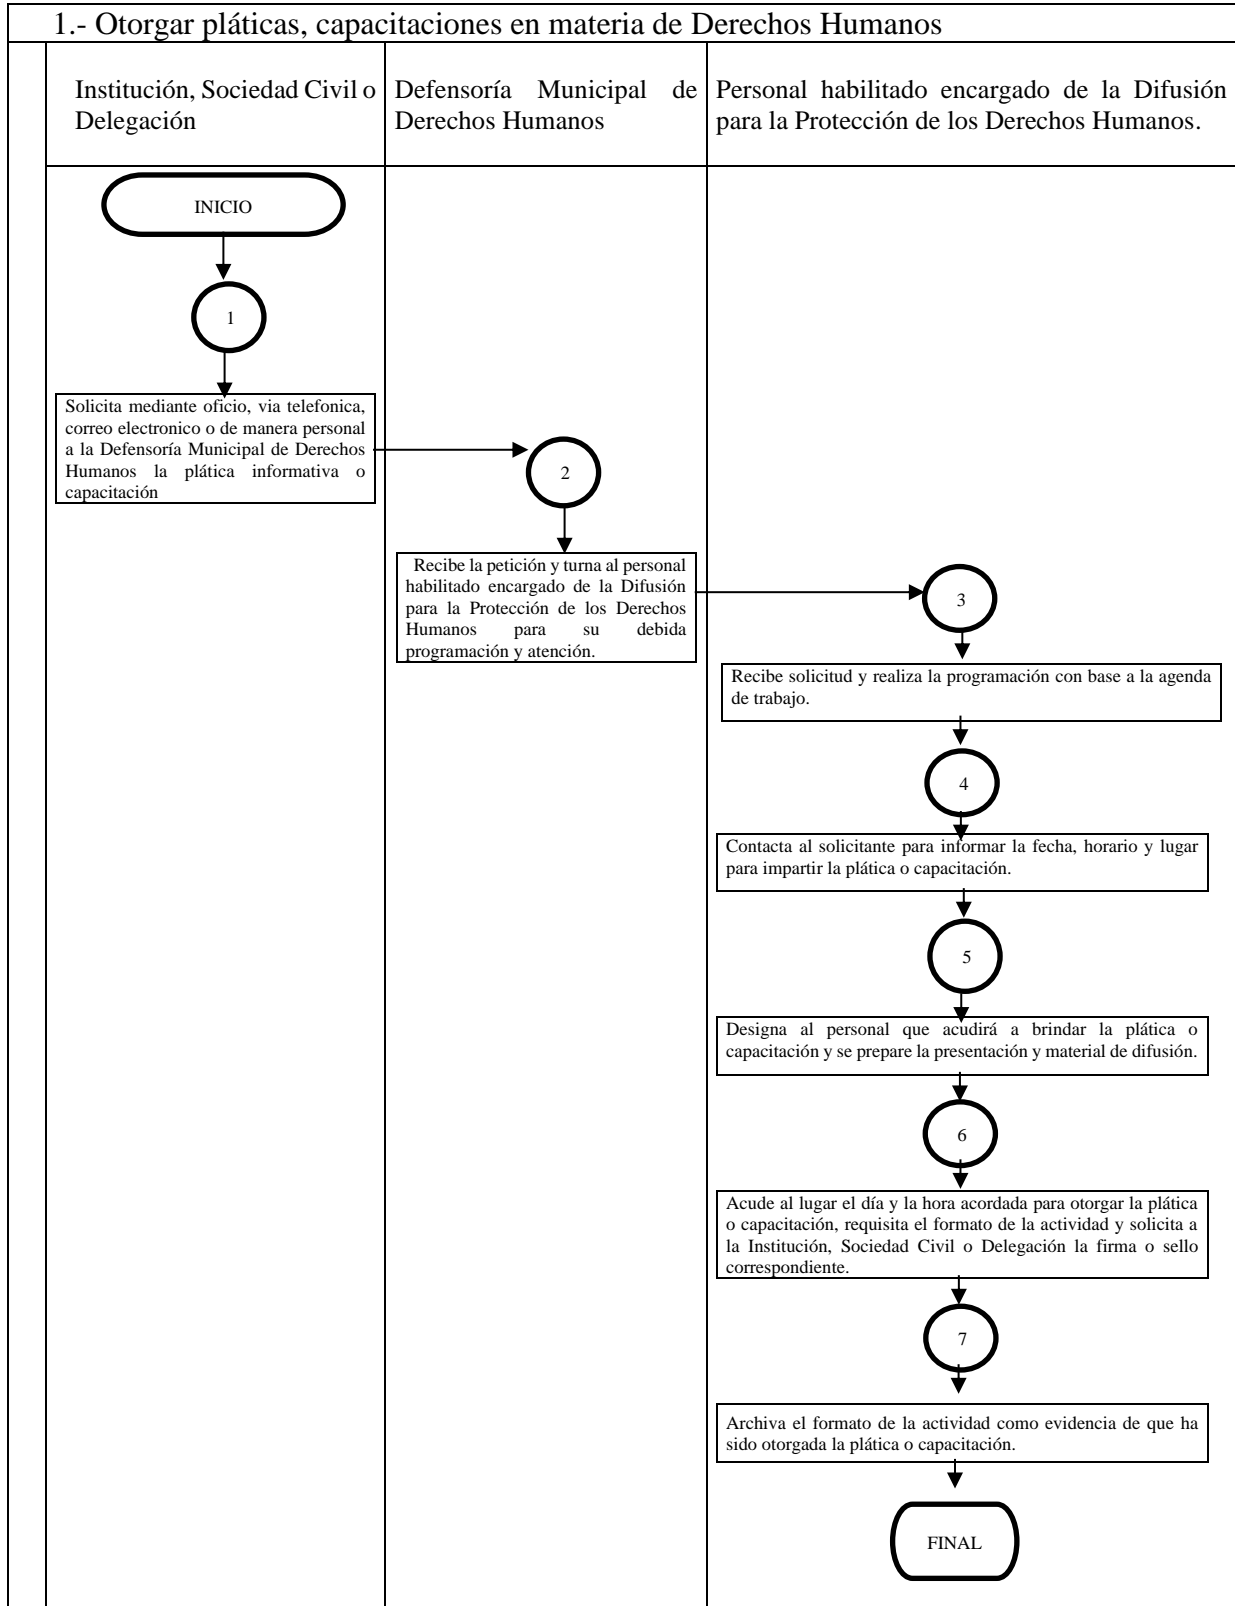 1.- Otorgar pláticas, capacitaciones en materia de Derechos Humanos
Institución, Sociedad Civil o
Delegación
Defensoría Municipal de
Derechos Humanos
Personal habilitado encargado de la Difusión
para la Protección de los Derechos Humanos.
INICIO
1
Solicita mediante oficio, via telefonica,
correo electronico o de manera personal
a la Defensoría Municipal de Derechos
Humanos la plática informativa o
capacitación
2
Recibe la petición y turna al personal
habilitado encargado de la Difusión
para la Protección de los Derechos
Humanos para su debida
programación y atención.
3
Recibe solicitud y realiza la programación con base a la agenda
de trabajo.
4
Contacta al solicitante para informar la fecha, horario y lugar
para impartir la plática o capacitación.
5
Designa al personal que acudirá a brindar la plática o
capacitación y se prepare la presentación y material de difusión.
6
Acude al lugar el día y la hora acordada para otorgar la plática
o capacitación, requisita el formato de la actividad y solicita a
la Institución, Sociedad Civil o Delegación la firma o sello
correspondiente.
7
Archiva el formato de la actividad como evidencia de que ha
sido otorgada la plática o capacitación.
FINAL